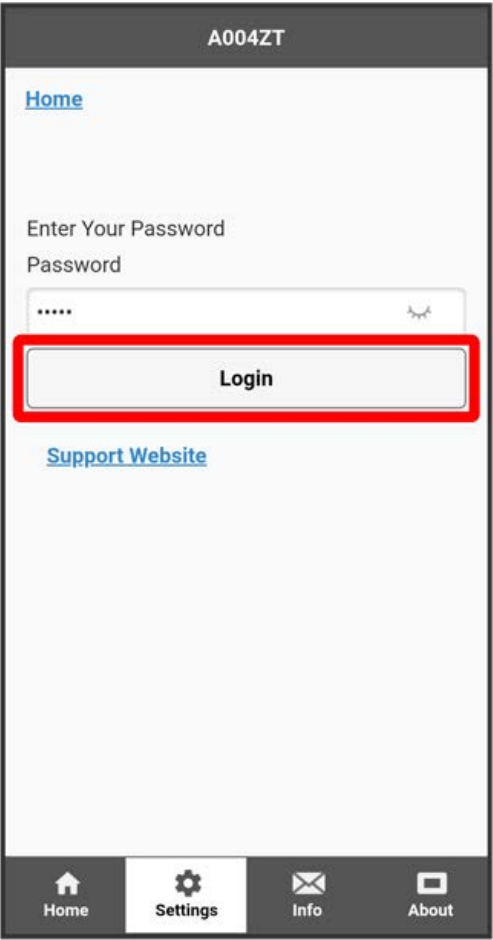 A004ZT
Home
Enter Your Password
Password
•••••
Login
Support Website
Home Settings Info About